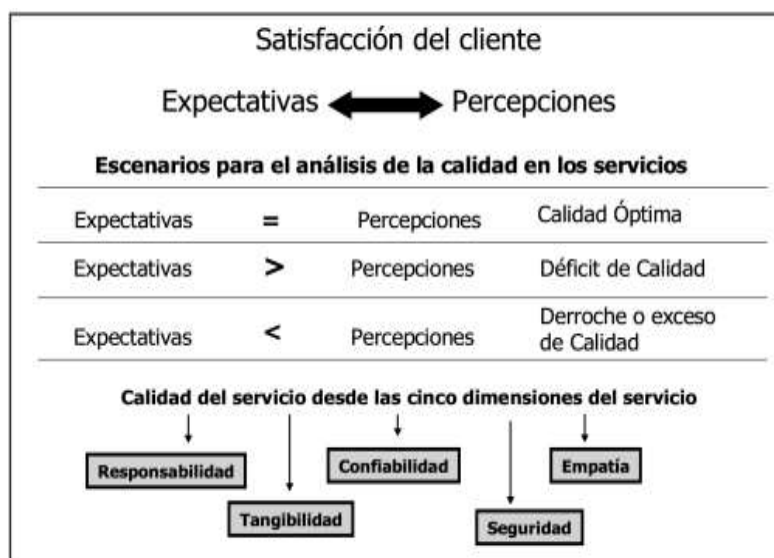 Satisfacción del cliente
Expectativas Percepciones
Escenarios para el análisis de la calidad en los servicios
Expectativas = Percepciones Calidad Óptima
Expectativas > Percepciones Déficit de Calidad
Expectativas < Percepciones Derroche o exceso
de Calidad
Calidad del servicio desde las cinco dimensiones del servicio
Responsabilidad Confiabilidad Empatía
Tangibilidad Seguridad